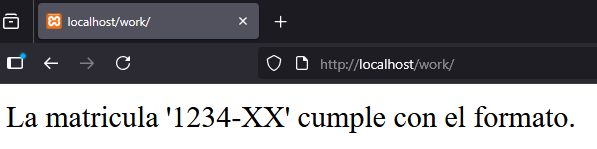 localhost/work/
http://localhost/work/
La matricula '1234-XX' cumple con el formato.